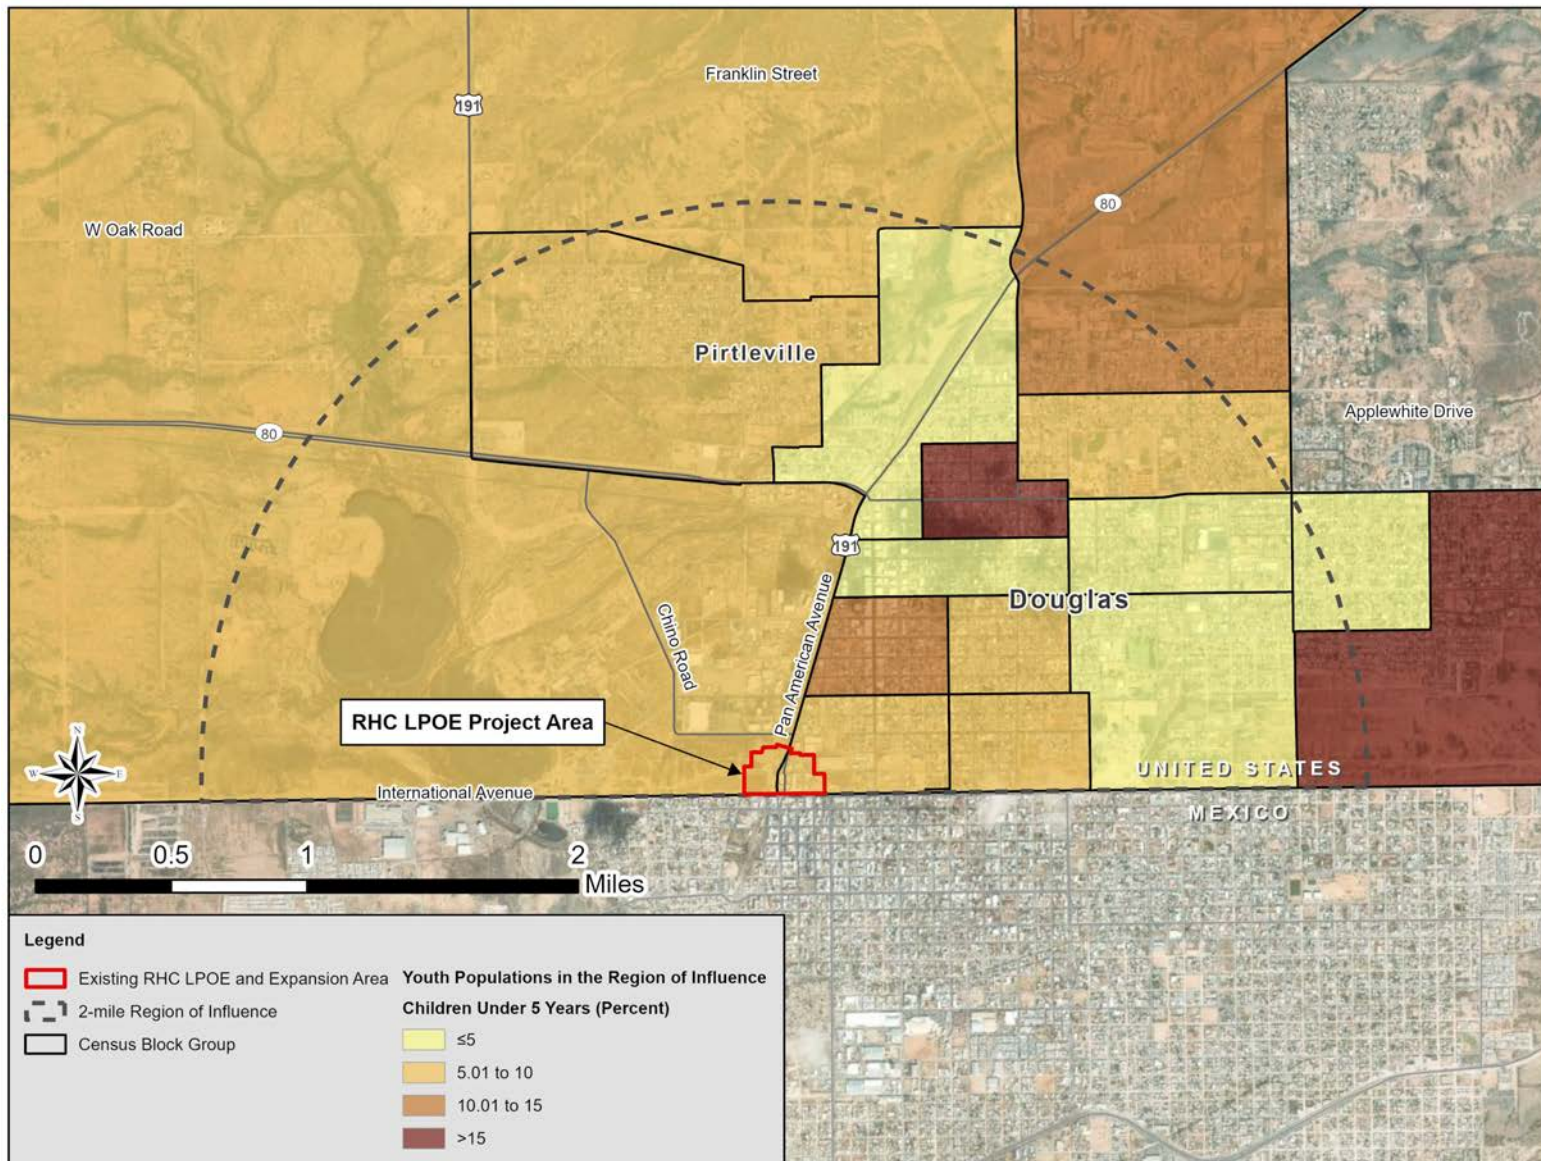 Franklin Street
191
80
W Oak Road
Pirtleville
Applewhite Drive
80
191
Douglas
Chino Road
Pan American Avenue
RHC LPOE Project Area
N
W E
S
UNITED STATES
International Avenue
MEXICO
0 0.5 1 2
Miles
Legend
Existing RHC LPOE and Expansion Area
2-mile Region of Influence
Census Block Group
Youth Populations in the Region of Influence
Children Under 5 Years (Percent)
≤5
5.01 to 10
10.01 to 15
>15